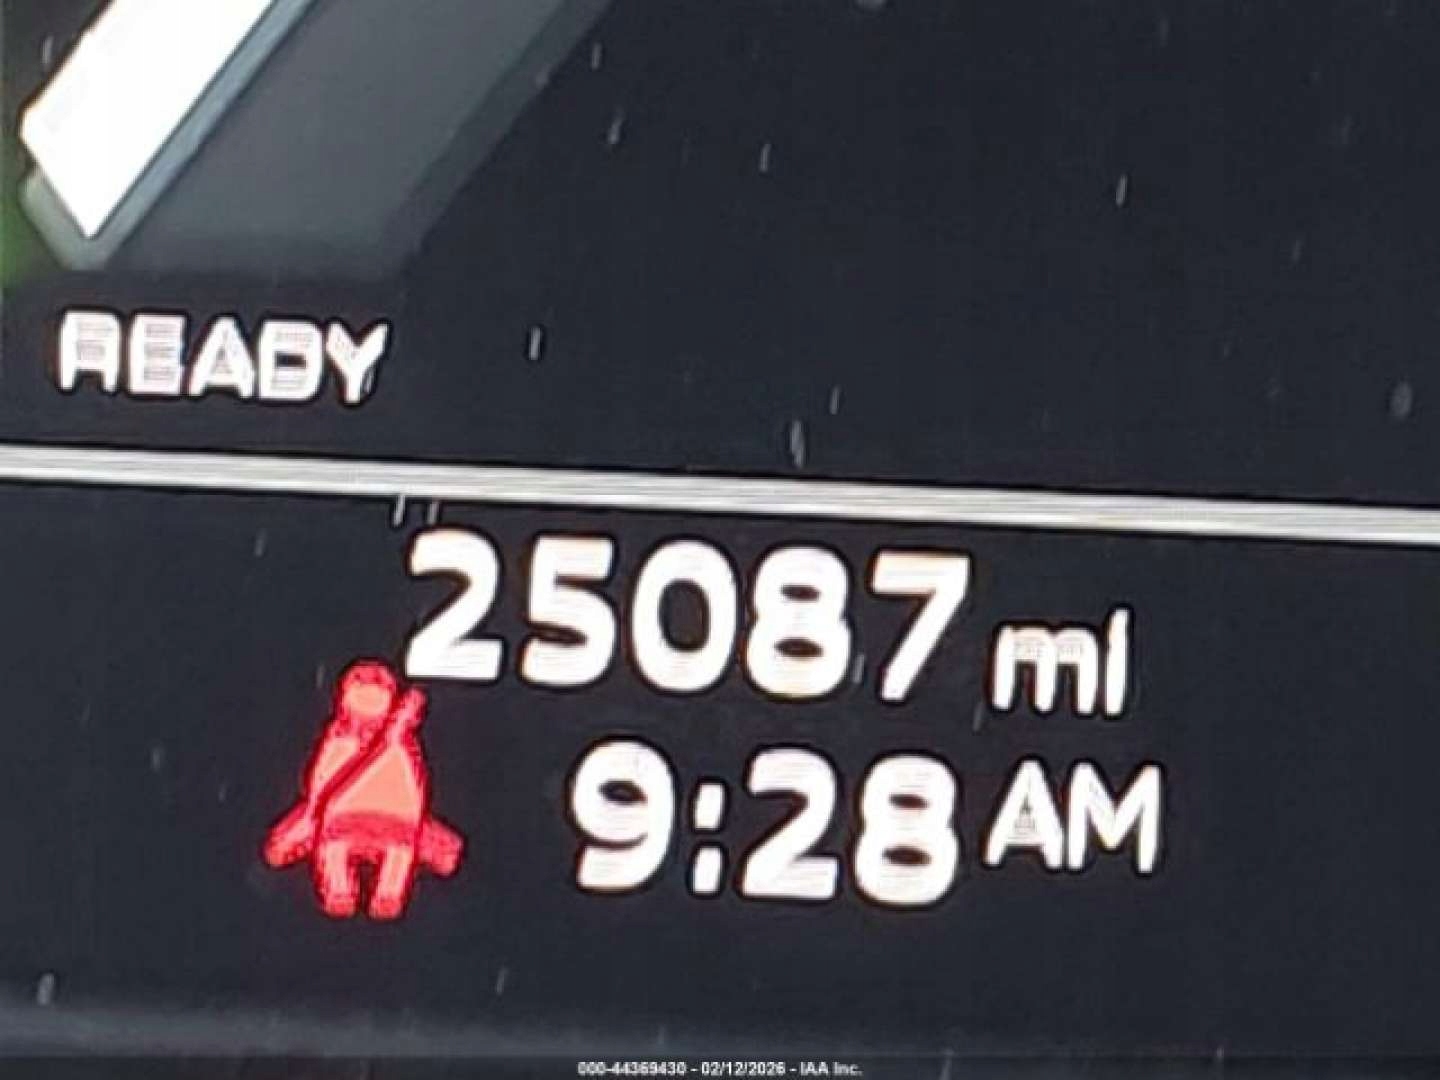 READY
25087 mi
9:28 AM
000-44369430 - 02/12/2026 - IAA Inc.